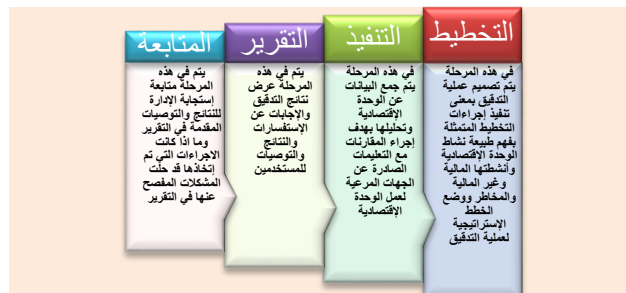 التخطيط
في هذه المرحلة
يتم تصميم عملية
التدقيق بمعنى
تنفيذ إجراءات
التخطيط المتمثلة
بفهم طبيعة نشاط
الوحدة الإقتصادية
وأنشطتها المالية
وغير المالية
والمخاطر ووضع
الخطط
الإستراتيجية
لعملية التدقيق
التنفيذ
في هذه المرحلة
يتم جمع البيانات
عن الوحدة
الإقتصادية
وتحليلها بهدف
إجراء المقارنات
مع التعليمات
الصادرة عن
الجهات المرعية
لعمل الوحدة
الإقتصادية
التقرير
يتم في هذه
المرحلة عرض
نتائج التدقيق
والإجابات عن
الإستفسارات
والنتائج
والتوصيات
للمستخدمين
المتابعة
يتم في هذه
المرحلة متابعة
إستجابة الإدارة
للنتائج والتوصيات
المقدمة في التقرير
وما اذا كانت
الاجراءات التي تم
إتخاذها قد حلت
المشكلات المفصح
عنها في التقرير